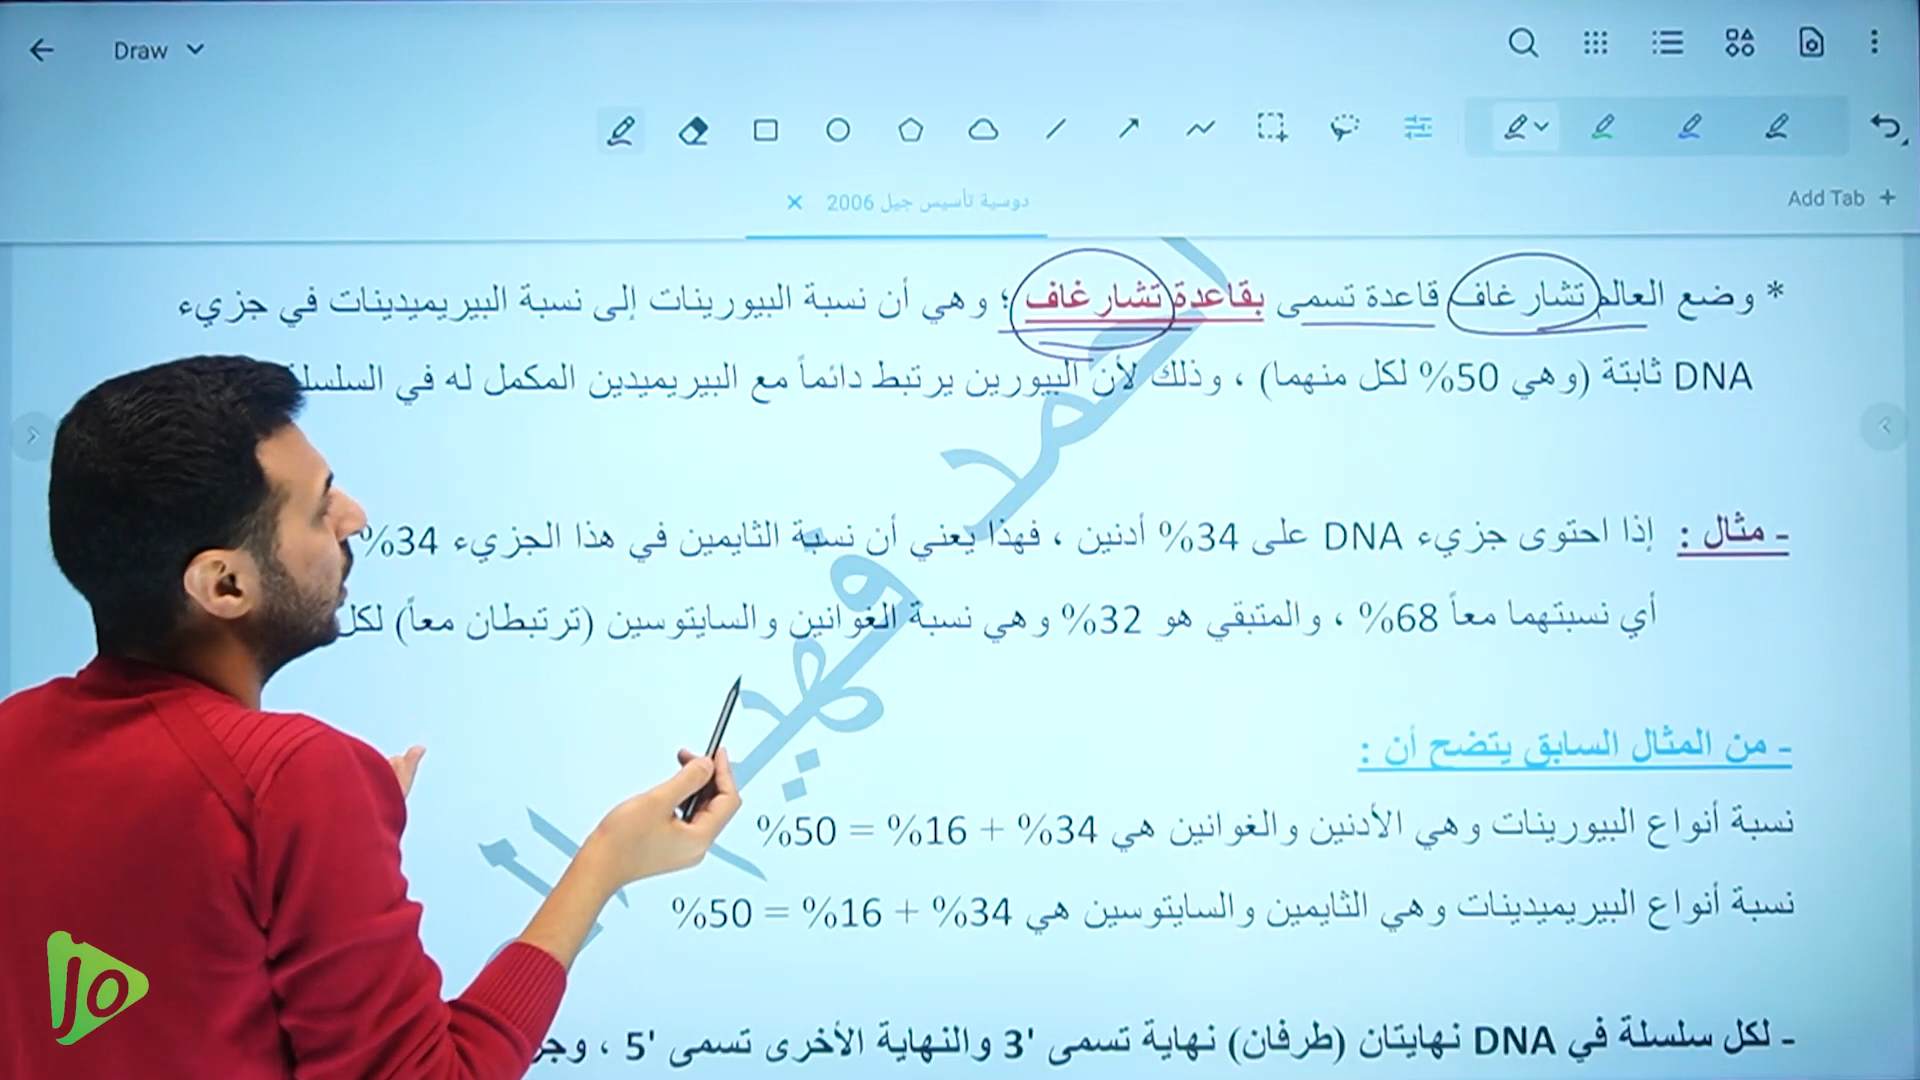 Draw
دوسية تأسيس جيل 2006
Add Tab +
* وضع العالم تشارغاف قاعدة تسمى بقاعدة تشارغاف ؛ وهي أن نسبة البيورينات إلى نسبة البيريميدينات في جزيء
DNA ثابتة (وهي 50% لكل منهما) ، وذلك لأن البيورين يرتبط دائماً مع البيريميدين المكمل له في السلسلة
- مثال : إذا احتوى جزيء DNA على 34% أدنين ، فهذا يعني أن نسبة الثايمين في هذا الجزيء 34%
أي نسبتهما معاً 68% ، والمتبقي هو 32% وهي نسبة الغوانين والسايتوسين (ترتبطان معاً) لكل
- من المثال السابق يتضح أن :
نسبة أنواع البيورينات وهي الأدنين والغوانين هي 34% + 16% = 50%
نسبة أنواع البيريميدينات وهي الثايمين والسايتوسين هي 34% + 16% = 50%
- لكل سلسلة في DNA نهايتان (طرفان) نهاية تسمى '3 والنهاية الأخرى تسمى '5 ،
أحمد فهيد
JO